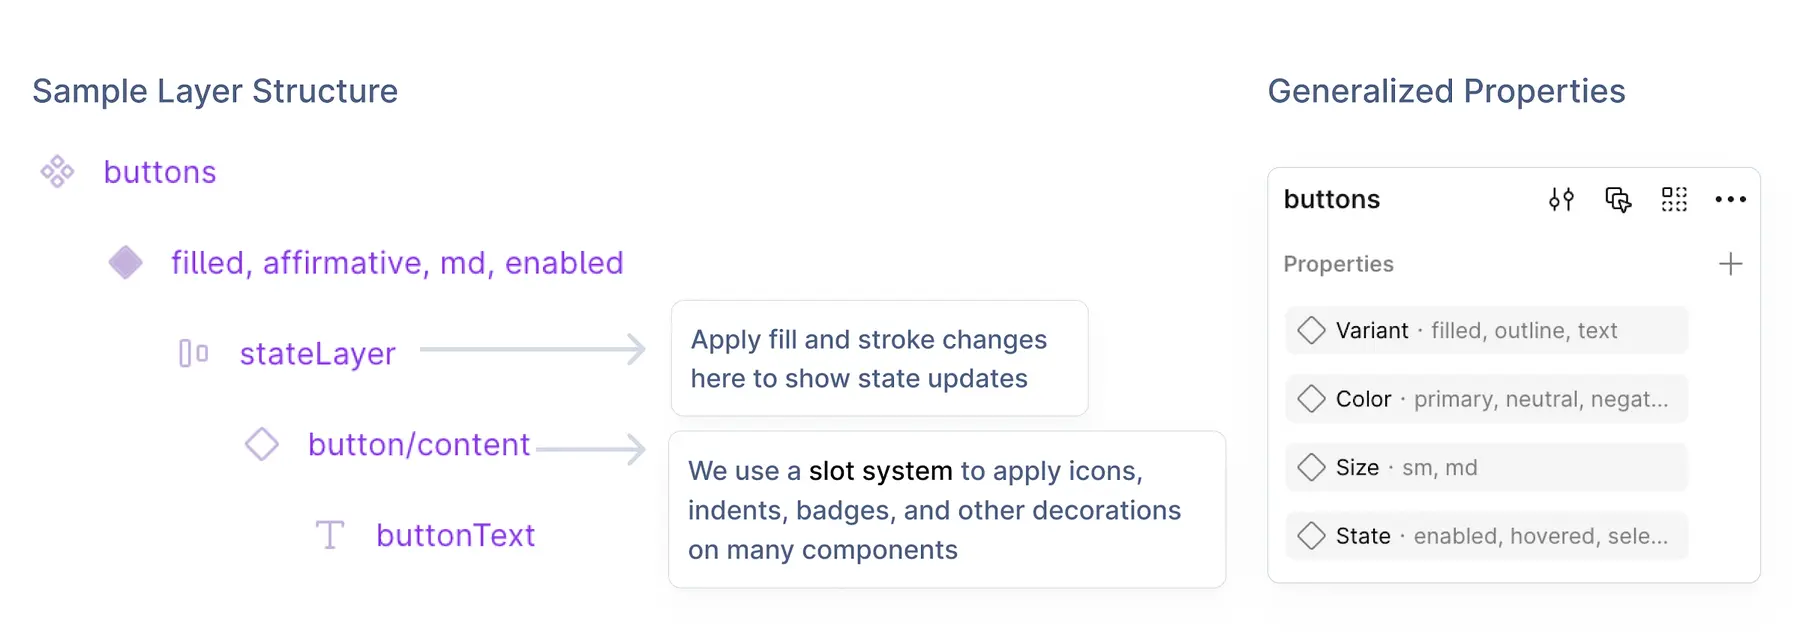 Sample Layer Structure
buttons
filled, affirmative, md, enabled
stateLayer
Apply fill and stroke changes
here to show state updates
button/content
We use a slot system to apply icons,
indents, badges, and other decorations
on many components
buttonText
Generalized Properties
buttons
Properties
Variant · filled, outline, text
Color · primary, neutral, negat...
Size · sm, md
State · enabled, hovered, sele...